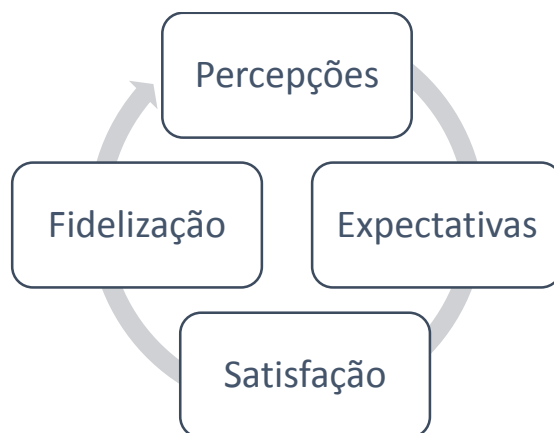 Percepções
Expectativas
Satisfação
Fidelização